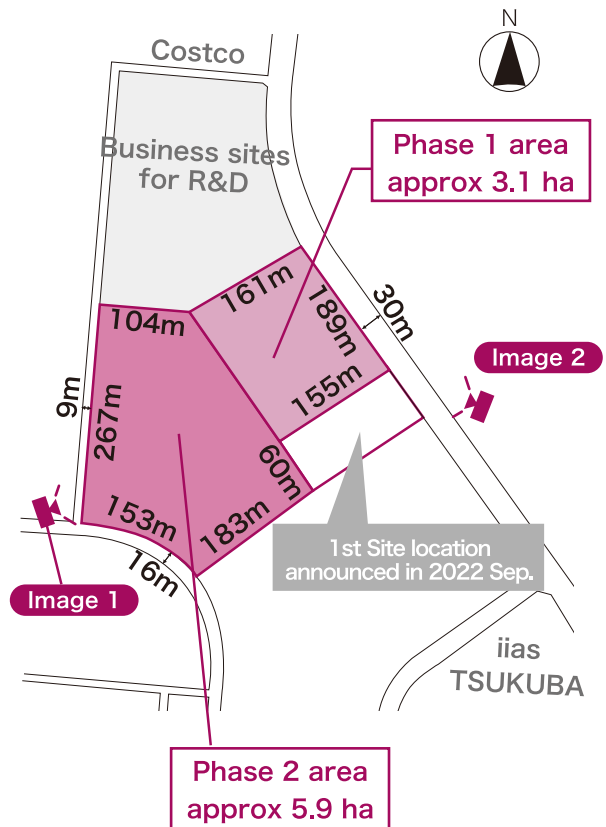 N
Costco
Business sites
for R&D
Phase 1 area
approx 3.1 ha
161m
189m
30m
104m
155m
Image 2
9m
267m
60m
153m
183m
16m
1st Site location
announced in 2022 Sep.
Image 1
iias
TSUKUBA
Phase 2 area
approx 5.9 ha